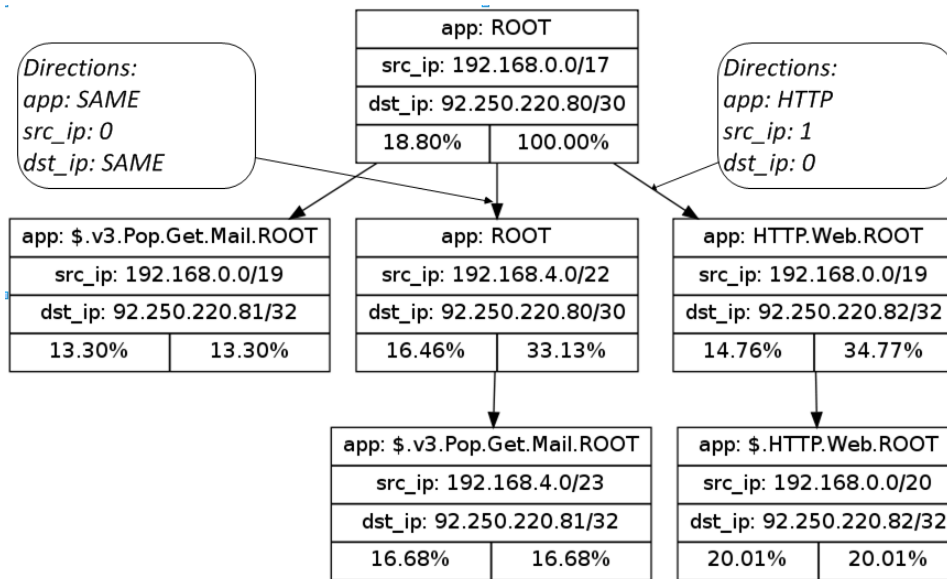 app: ROOT
src_ip: 192.168.0.0/17
dst_ip: 92.250.220.80/30
18.80% 100.00%
Directions:
app: SAME
src_ip: 0
dst_ip: SAME
Directions:
app: HTTP
src_ip: 1
dst_ip: 0
app: $.v3.Pop.Get.Mail.ROOT
src_ip: 192.168.0.0/19
dst_ip: 92.250.220.81/32
13.30% 13.30%
app: ROOT
src_ip: 192.168.4.0/22
dst_ip: 92.250.220.80/30
16.46% 33.13%
app: HTTP.Web.ROOT
src_ip: 192.168.0.0/19
dst_ip: 92.250.220.82/32
14.76% 34.77%
app: $.v3.Pop.Get.Mail.ROOT
src_ip: 192.168.4.0/23
dst_ip: 92.250.220.81/32
16.68% 16.68%
app: $.HTTP.Web.ROOT
src_ip: 192.168.0.0/20
dst_ip: 92.250.220.82/32
20.01% 20.01%